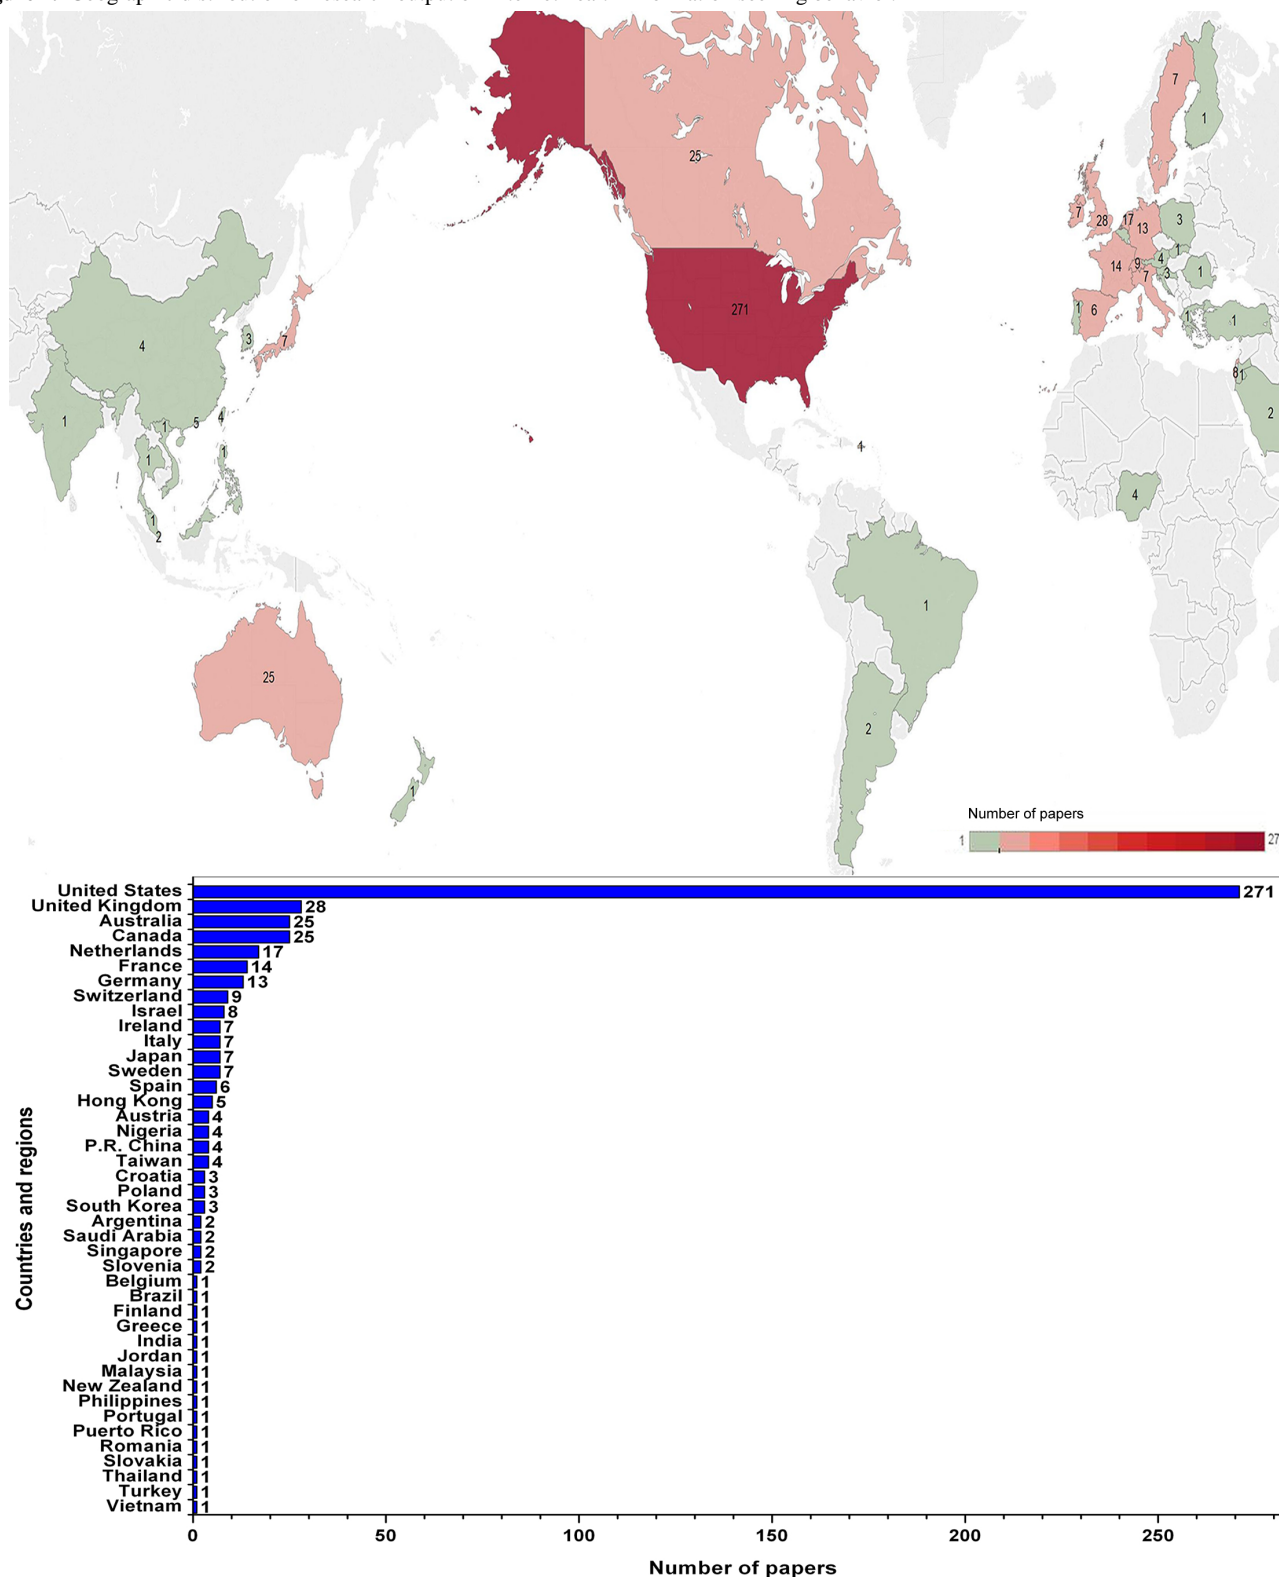 7
1
25
7
28
17
13
3
1
14
9
4
7
3
1
1
6
1
1
271
4
3
7
8
1
2
1
1
5
4
1
1
4
1
4
1
2
1
25
2
1
Number of papers
1
27
United States 271
United Kingdom 28
Australia 25
Canada 25
Netherlands 17
France 14
Germany 13
Switzerland 9
Israel 8
Ireland 7
Italy 7
Japan 7
Sweden 7
Spain 6
Hong Kong 5
Austria 4
Nigeria 4
P.R. China 4
Taiwan 4
Croatia 3
Poland 3
South Korea 3
Argentina 2
Saudi Arabia 2
Singapore 2
Slovenia 2
Belgium 1
Brazil 1
Finland 1
Greece 1
India 1
Jordan 1
Malaysia 1
New Zealand 1
Philippines 1
Portugal 1
Puerto Rico 1
Romania 1
Slovakia 1
Thailand 1
Turkey 1
Vietnam 1
Countries and regions
0 50 100 150 200 250
Number of papers